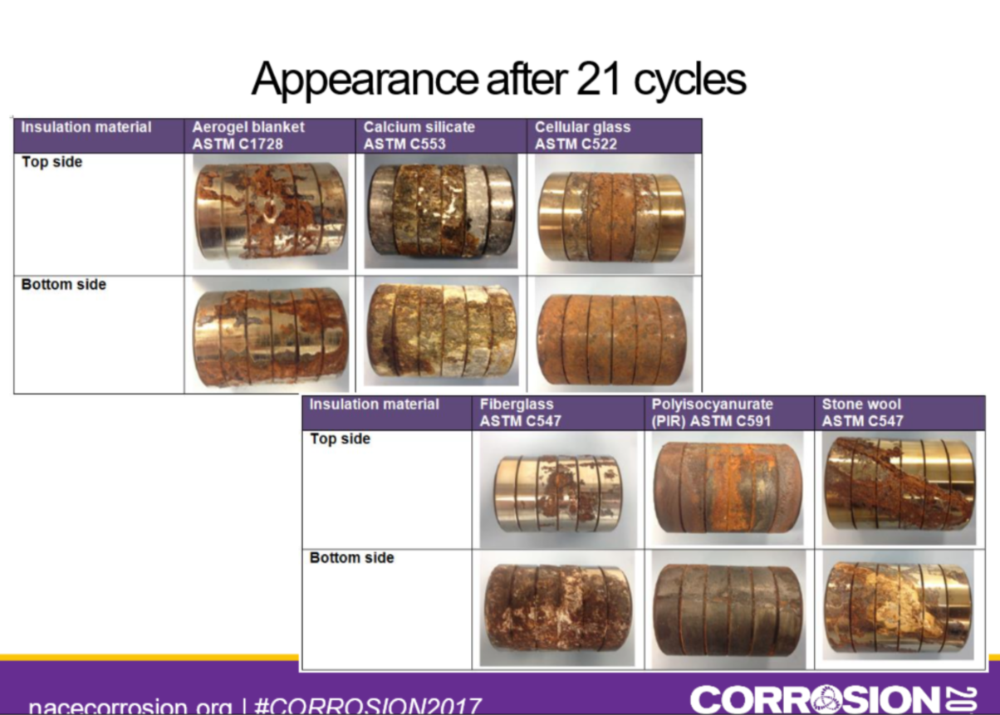 Appearance after 21 cycles
Insulation material
Aerogel blanket
ASTM C1728
Calcium silicate
ASTM C553
Cellular glass
ASTM C522
Top side
Bottom side
Insulation material
Fiberglass
ASTM C547
Polyisocyanurate
(PIR) ASTM C591
Stone wool
ASTM C547
Top side
Bottom side
nacecorrosion.org | #CORROSION2017
CORROSION 20